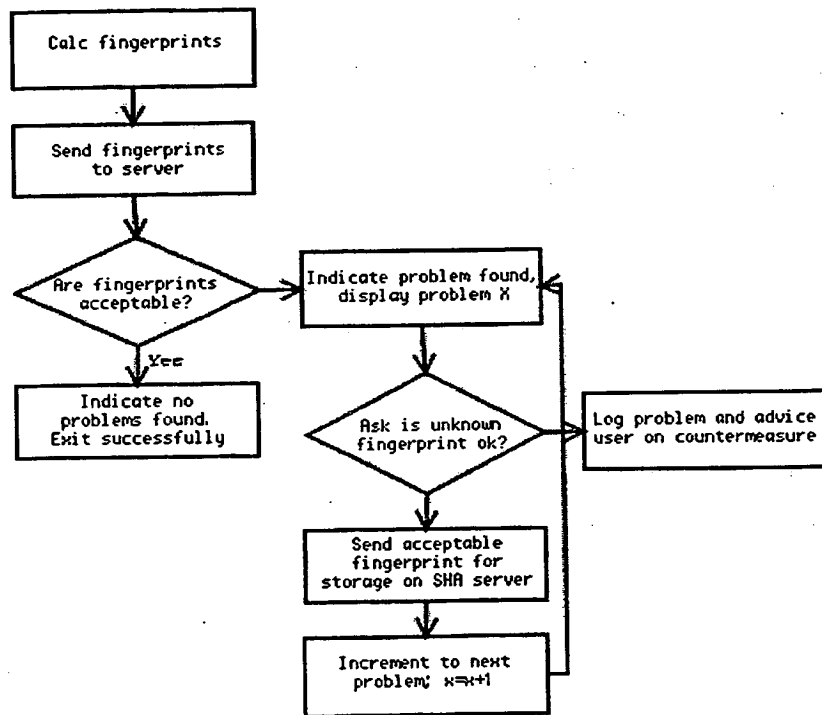 Calc fingerprints
Send fingerprints
to server
Are fingerprints
acceptable?
Yes
Indicate no
problems found.
Exit successfully
Indicate problem found,
display problem X
Ask is unknown
fingerprint ok?
Log problem and advice
user on countermeasure
Send acceptable
fingerprint for
storage on SHA server
Increment to next
problem; x=x+1